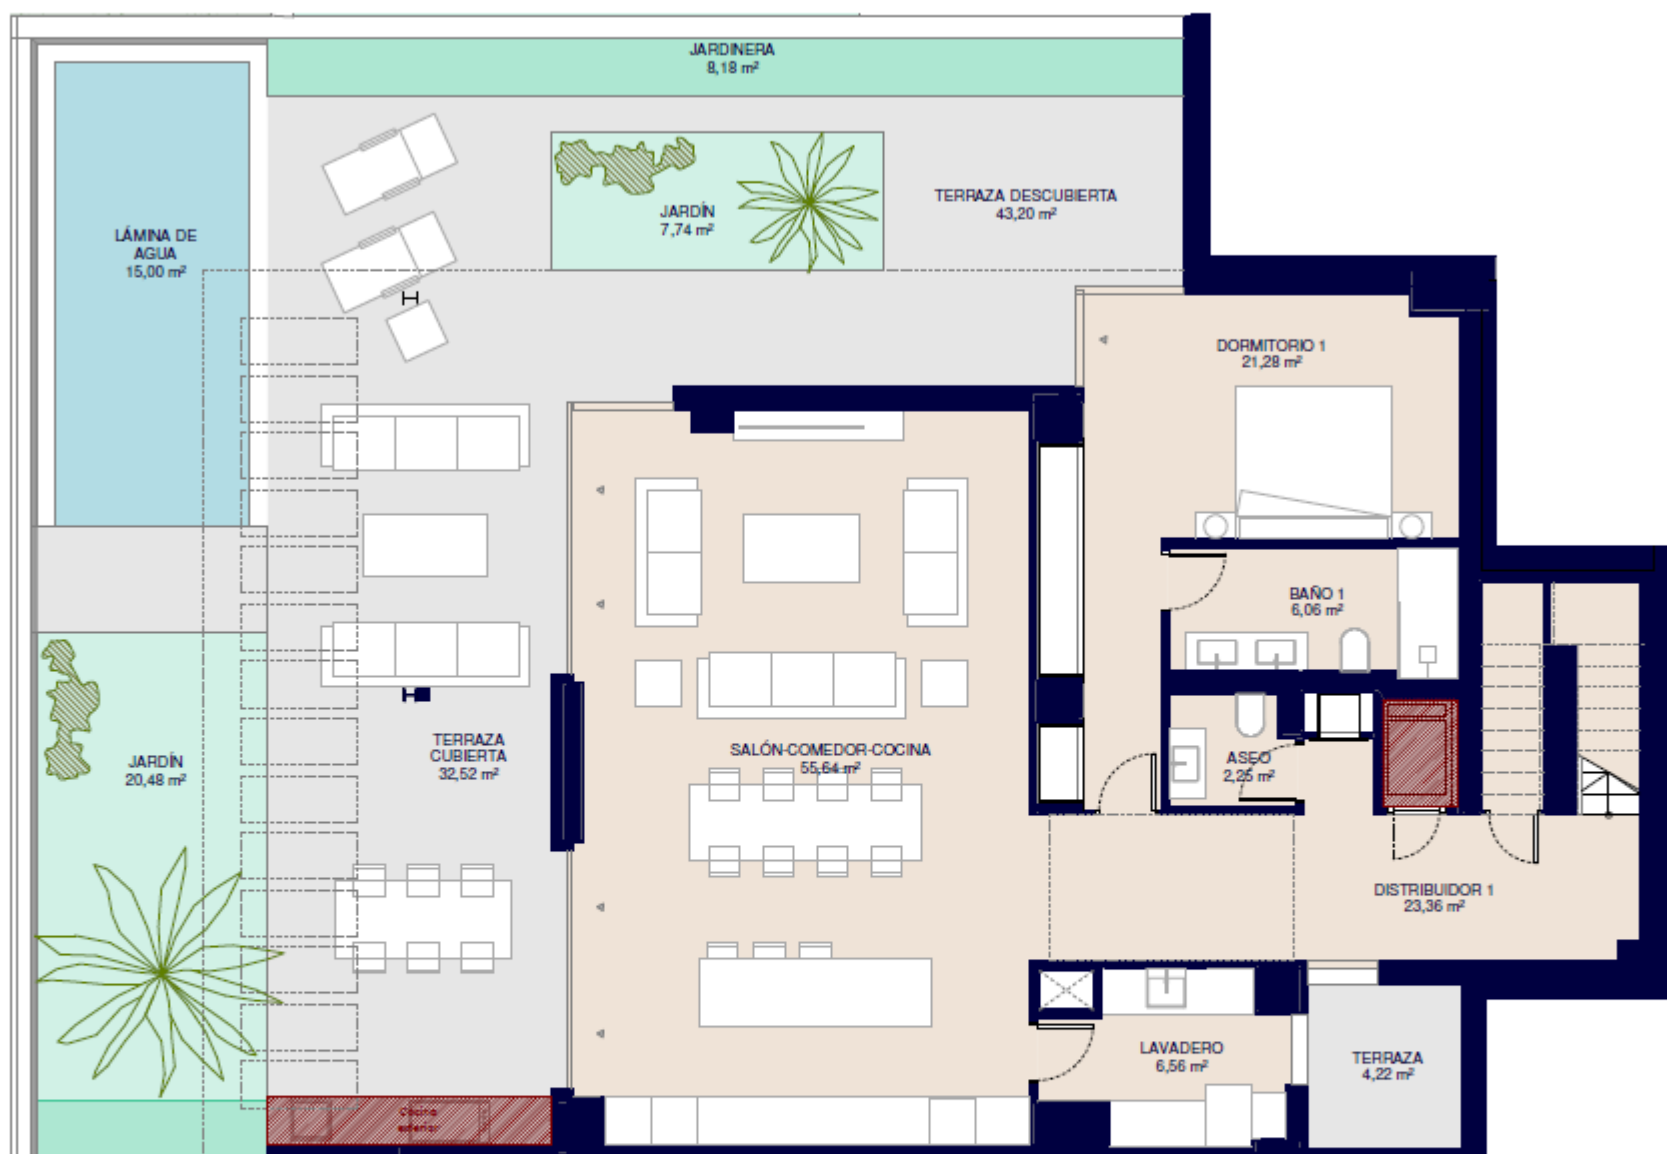 JARDINERA
8,18 m²
TERRAZA DESCUBIERTA
43,20 m²
JARDÍN
7,74 m²
LÁMINA DE
AGUA
15,00 m²
DORMITORIO 1
21,28 m²
BAÑO 1
6,06 m²
TERRAZA
CUBIERTA
32,52 m²
SALÓN-COMEDOR-COCINA
55,64 m²
JARDÍN
20,48 m²
ASEO
2,25 m²
DISTRIBUIDOR 1
23,36 m²
LAVADERO
6,56 m²
TERRAZA
4,22 m²
Cocina
exterior